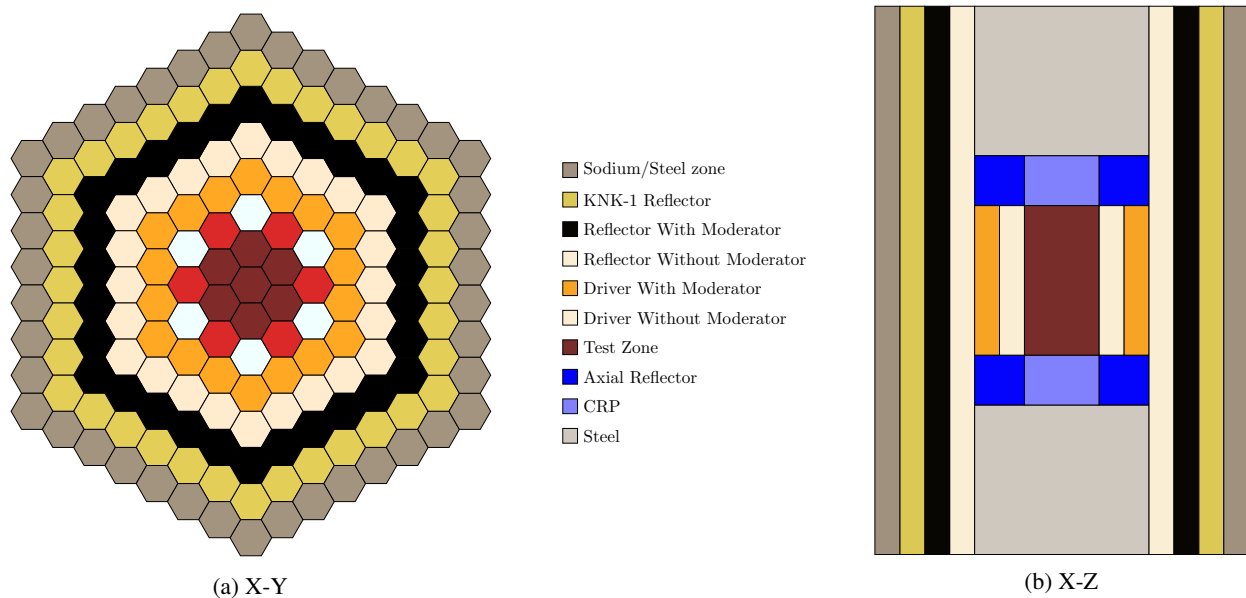 Sodium/Steel zone
KNK-1 Reflector
Reflector With Moderator
Reflector Without Moderator
Driver With Moderator
Driver Without Moderator
Test Zone
Axial Reflector
CRP
Steel
(a) X-Y
(b) X-Z